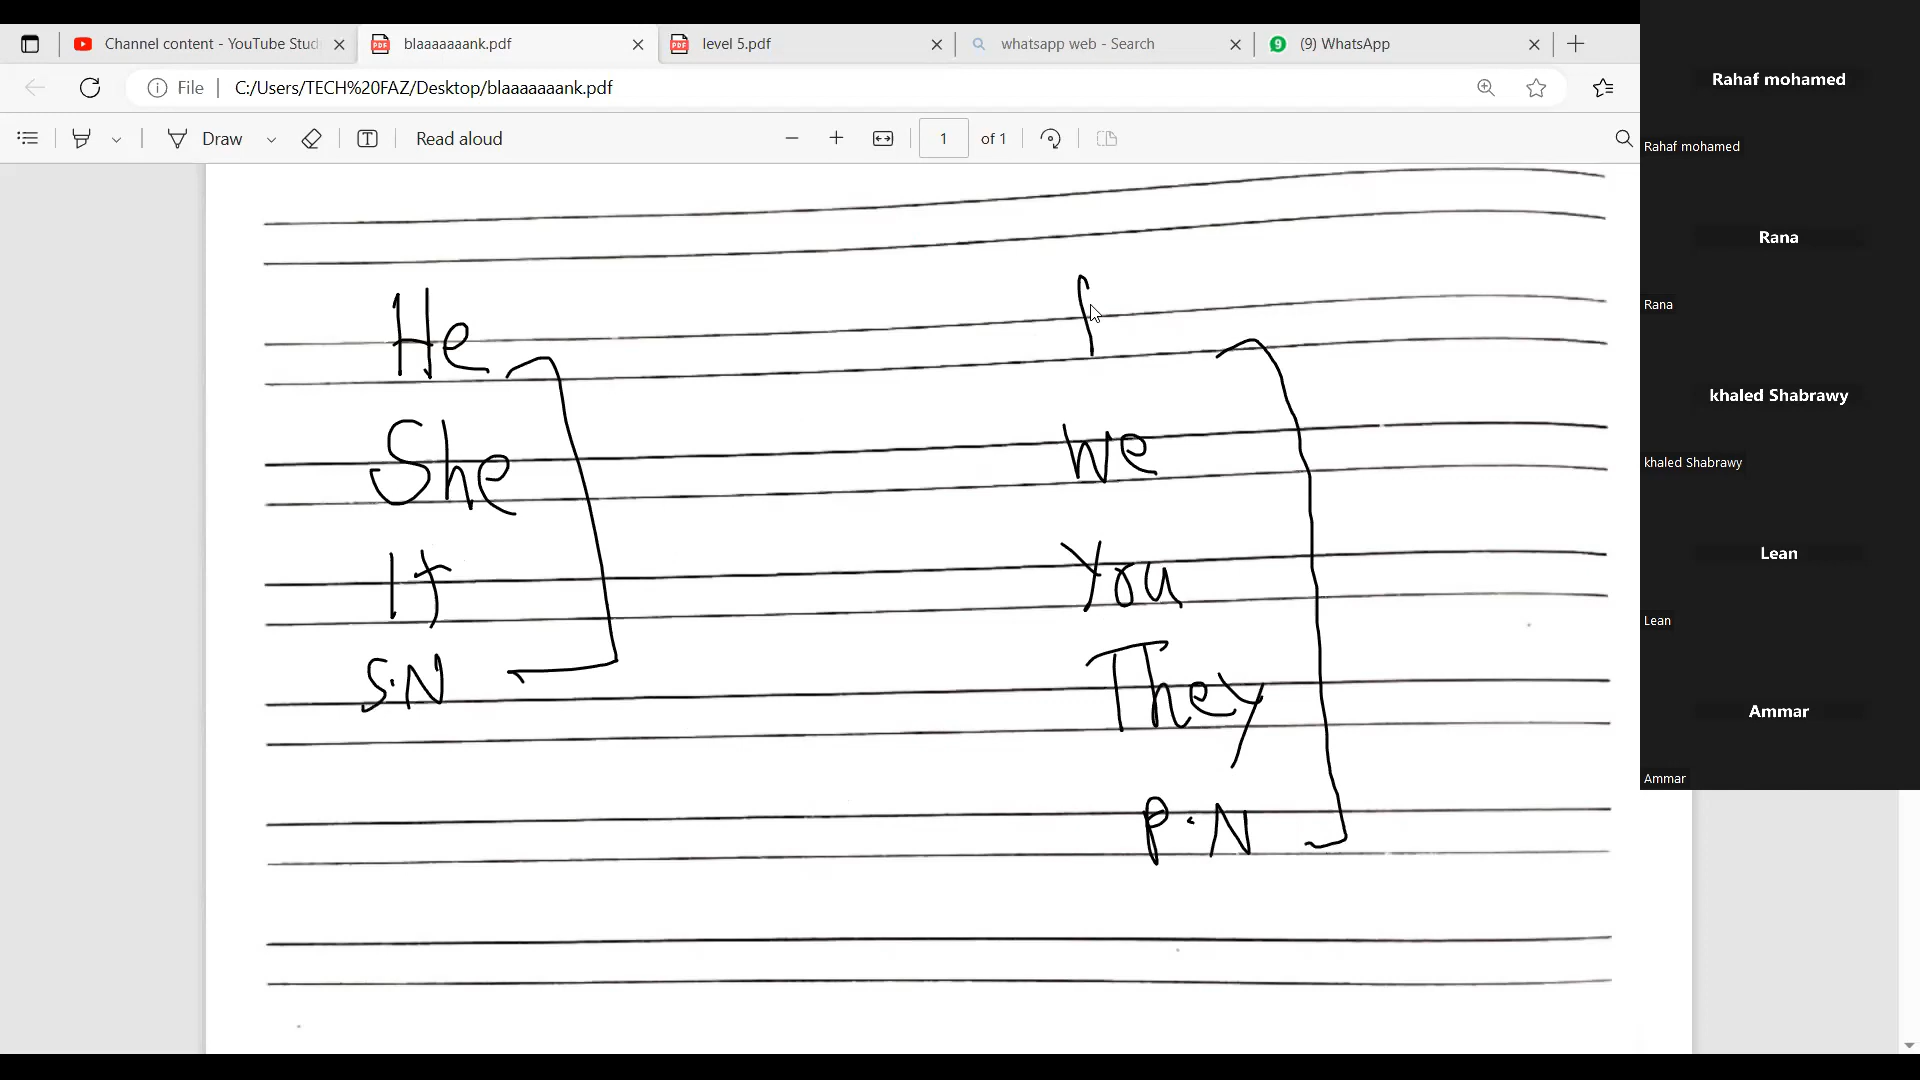 Channel content - YouTube Stud
blaaaaaaank.pdf
level 5.pdf
whatsapp web - Search
(9) WhatsApp
File
C:/Users/TECH%20FAZ/Desktop/blaaaaaaank.pdf
Draw
Read aloud
1 of 1
He
She
It
S.N
I
We
You
They
P.N
Rahaf mohamed
Rahaf mohamed
Rana
Rana
khaled Shabrawy
khaled Shabrawy
Lean
Lean
Ammar
Ammar